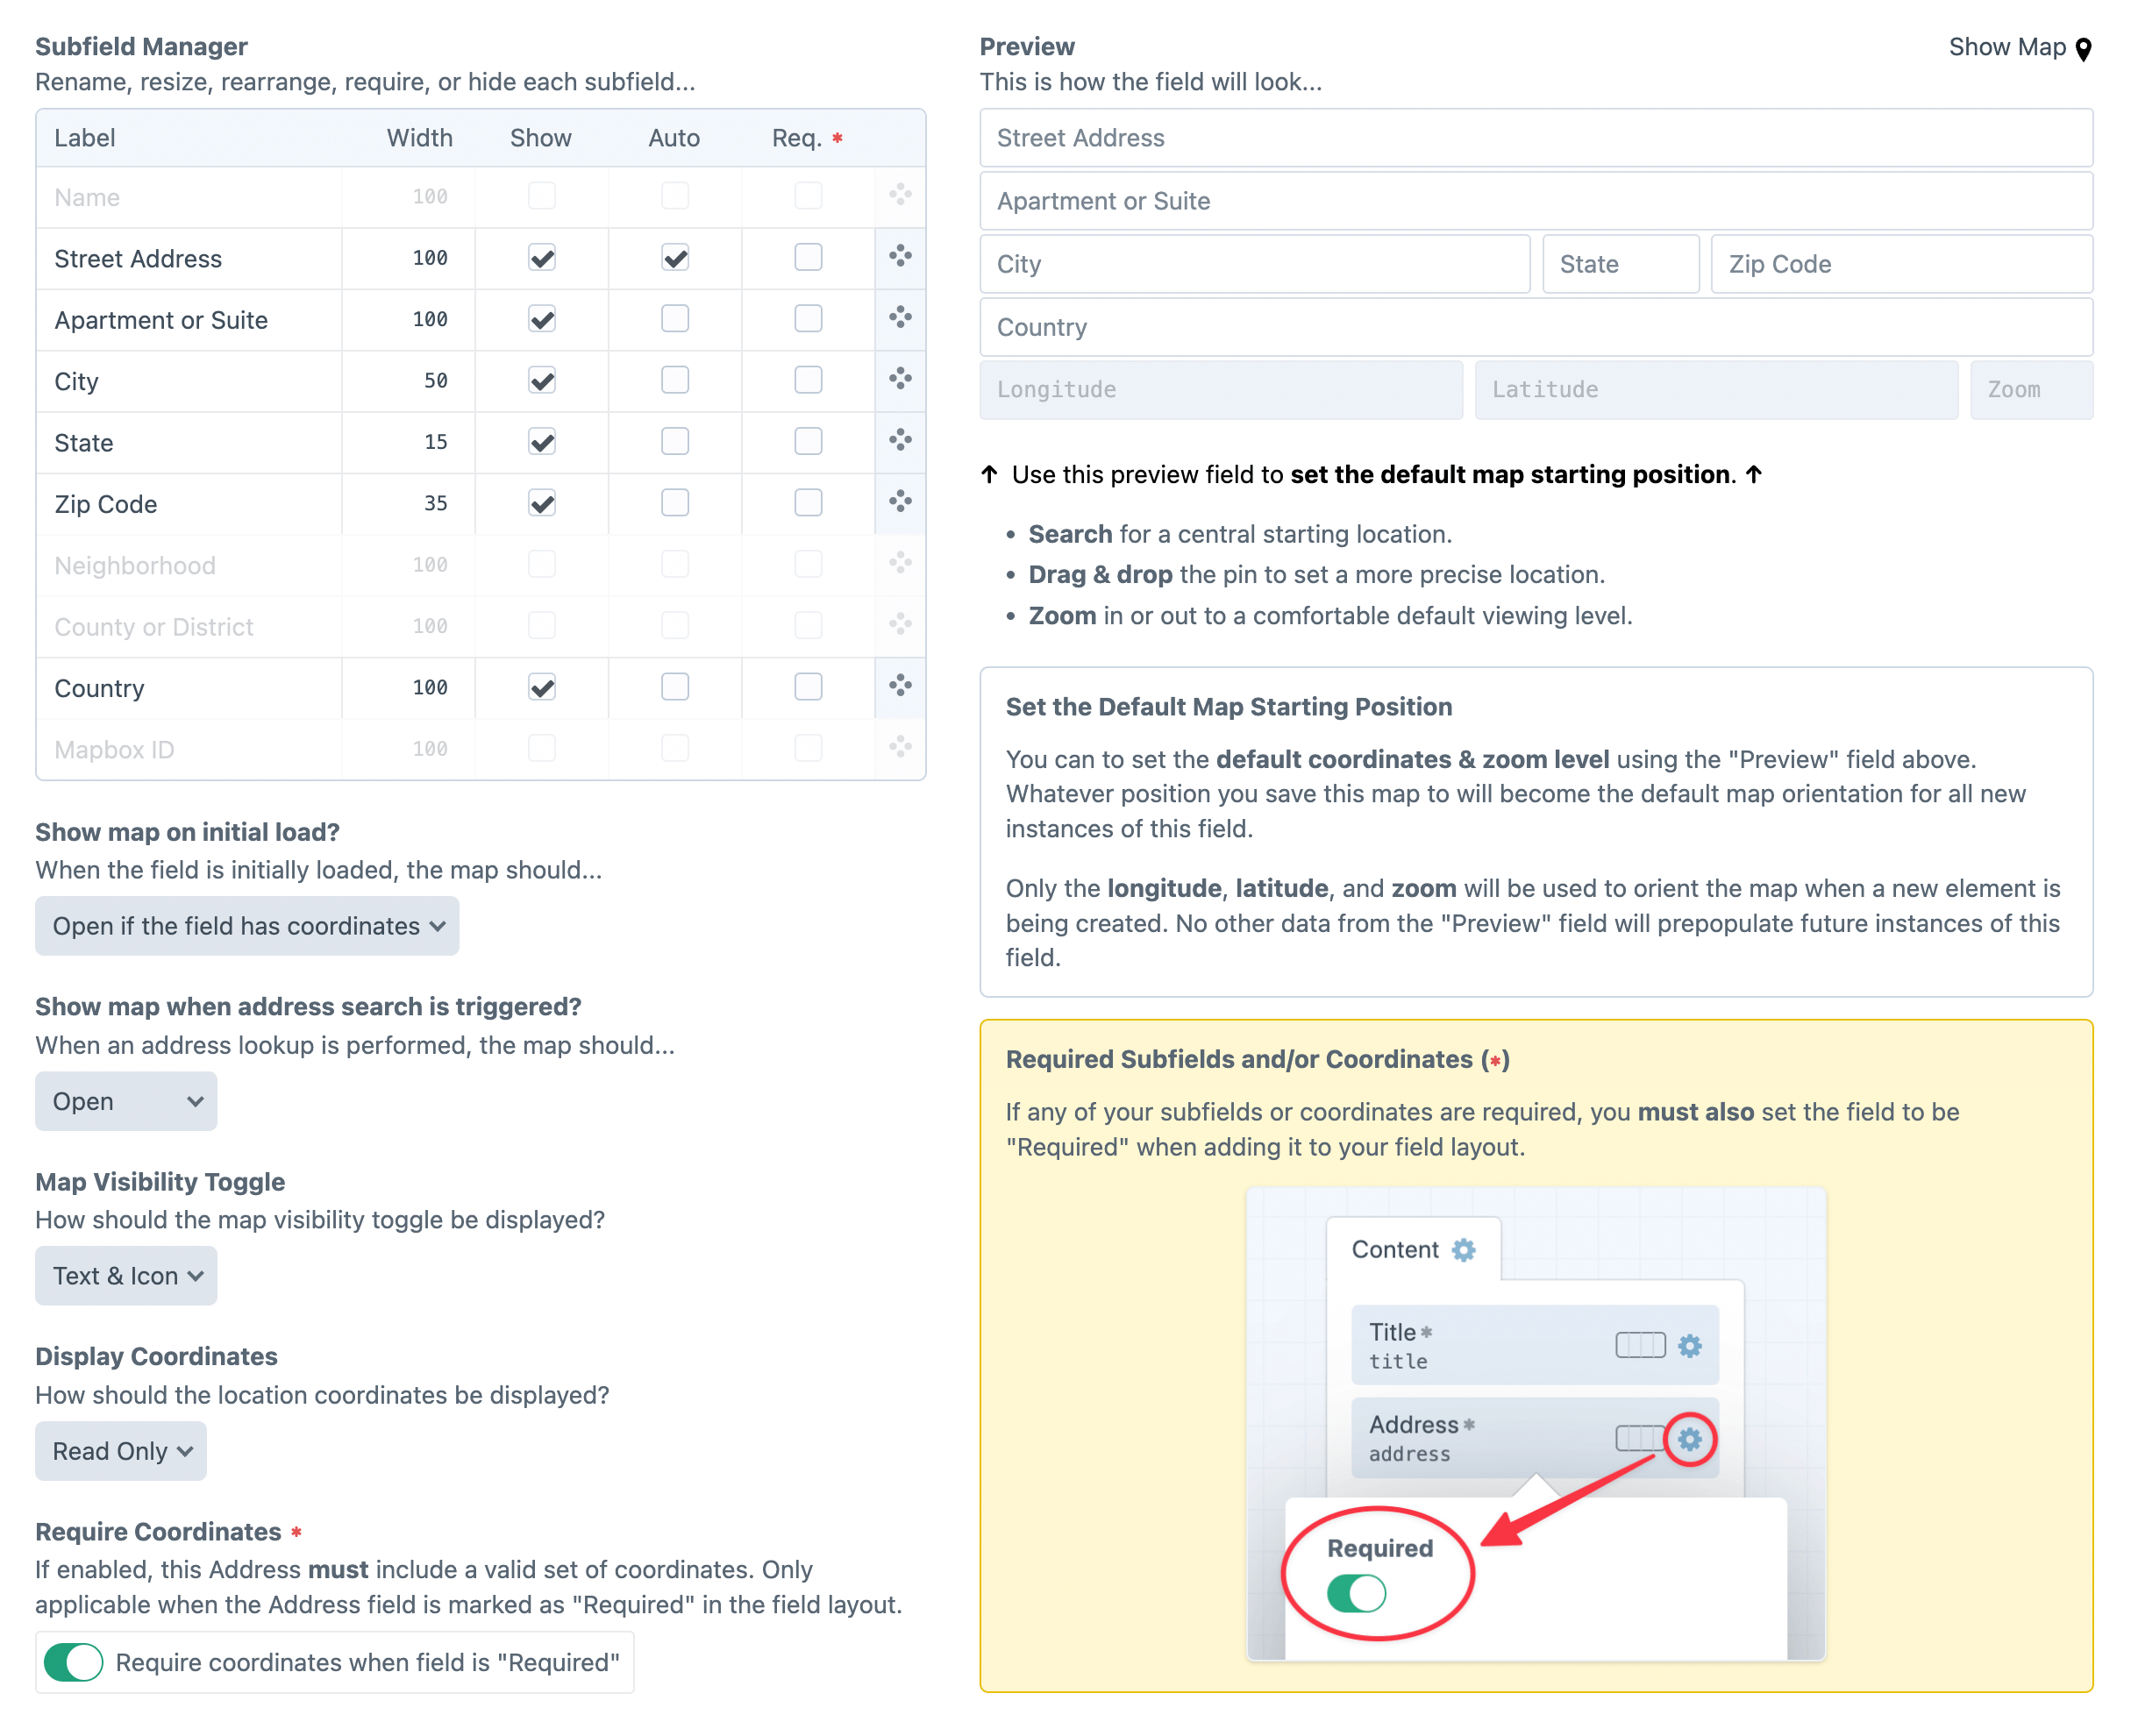 Subfield Manager
Rename, resize, rearrange, require, or hide each subfield...
Label Width Show Auto Req. *
Name 100
Street Address 100
Apartment or Suite 100
City 50
State 15
Zip Code 35
Neighborhood 100
County or District 100
Country 100
Mapbox ID 100
Show map on initial load?
When the field is initially loaded, the map should...
Open if the field has coordinates
Show map when address search is triggered?
When an address lookup is performed, the map should...
Open
Map Visibility Toggle
How should the map visibility toggle be displayed?
Text & Icon
Display Coordinates
How should the location coordinates be displayed?
Read Only
Require Coordinates *
If enabled, this Address must include a valid set of coordinates. Only
applicable when the Address field is marked as "Required" in the field layout.
Require coordinates when field is "Required"
Preview
Show Map
This is how the field will look...
Street Address
Apartment or Suite
City State Zip Code
Country
Longitude Latitude Zoom
↑ Use this preview field to set the default map starting position. ↑
• Search for a central starting location.
• Drag & drop the pin to set a more precise location.
• Zoom in or out to a comfortable default viewing level.
Set the Default Map Starting Position
You can to set the default coordinates & zoom level using the "Preview" field above.
Whatever position you save this map to will become the default map orientation for all new
instances of this field.
Only the longitude, latitude, and zoom will be used to orient the map when a new element is
being created. No other data from the "Preview" field will prepopulate future instances of this
field.
Required Subfields and/or Coordinates (*)
If any of your subfields or coordinates are required, you must also set the field to be
"Required" when adding it to your field layout.
Content
Title *
title
Address *
address
Required